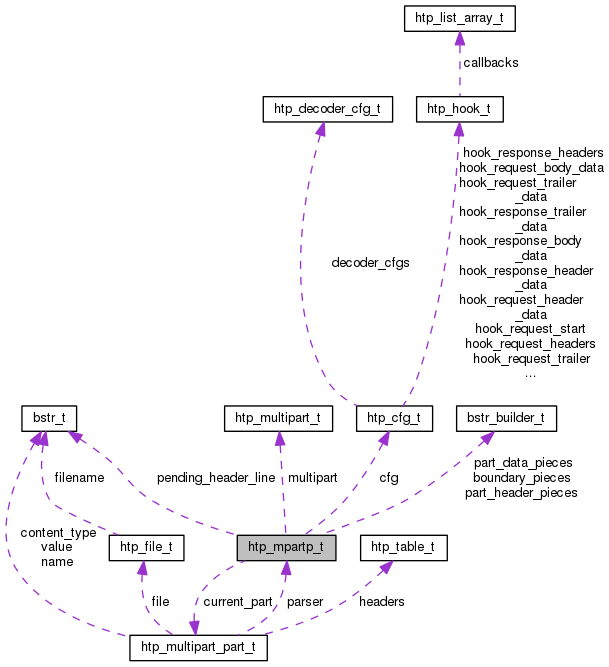 htp_list_array_t
callbacks
htp_decoder_cfg_t
htp_hook_t
hook_response_headers
hook_request_body_data
hook_request_trailer
_data
hook_response_trailer
_data
hook_response_body
_data
hook_response_header
_data
hook_request_header
_data
hook_request_start
hook_request_headers
hook_request_trailer
...
decoder_cfgs
bstr_t
htp_multipart_t
htp_cfg_t
bstr_builder_t
filename
pending_header_line
multipart
cfg
part_data_pieces
boundary_pieces
part_header_pieces
content_type
value
name
htp_file_t
htp_mpartp_t
htp_table_t
file
current_part
parser
headers
htp_multipart_part_t